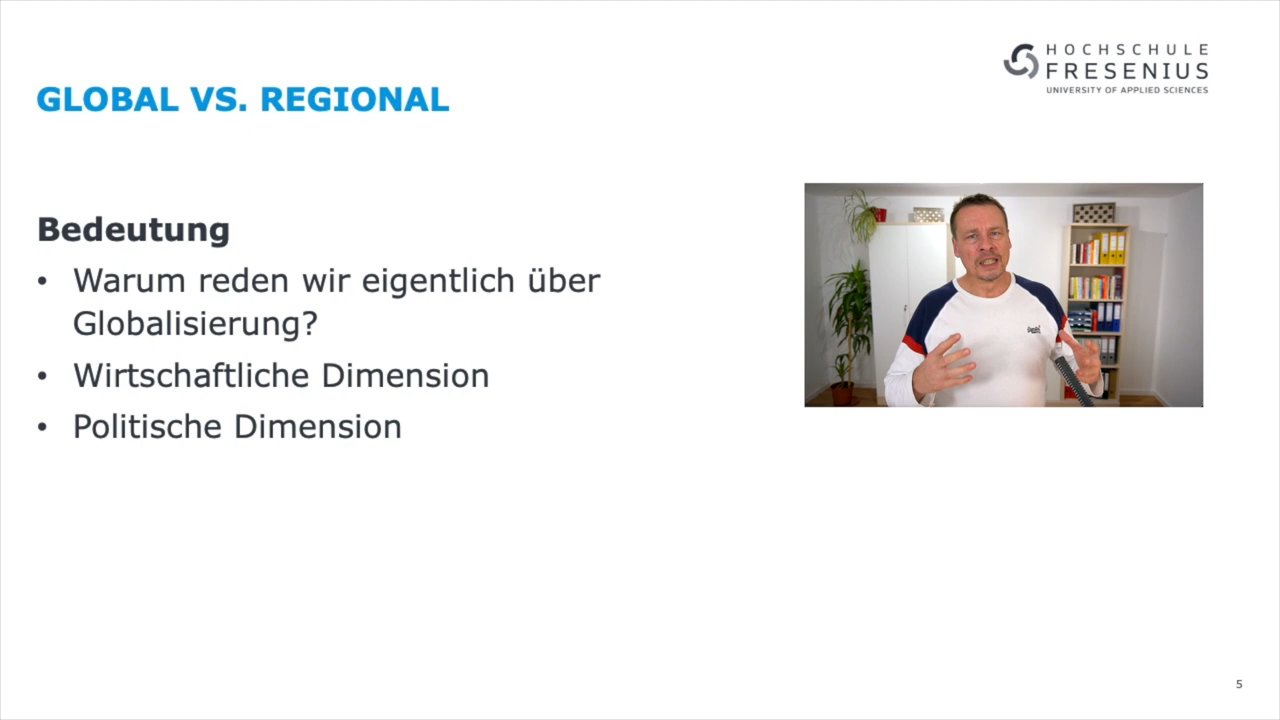 HOCHSCHULE
FRESENIUS
UNIVERSITY OF APPLIED SCIENCES
GLOBAL VS. REGIONAL
Bedeutung
• Warum reden wir eigentlich über
Globalisierung?
• Wirtschaftliche Dimension
• Politische Dimension
5